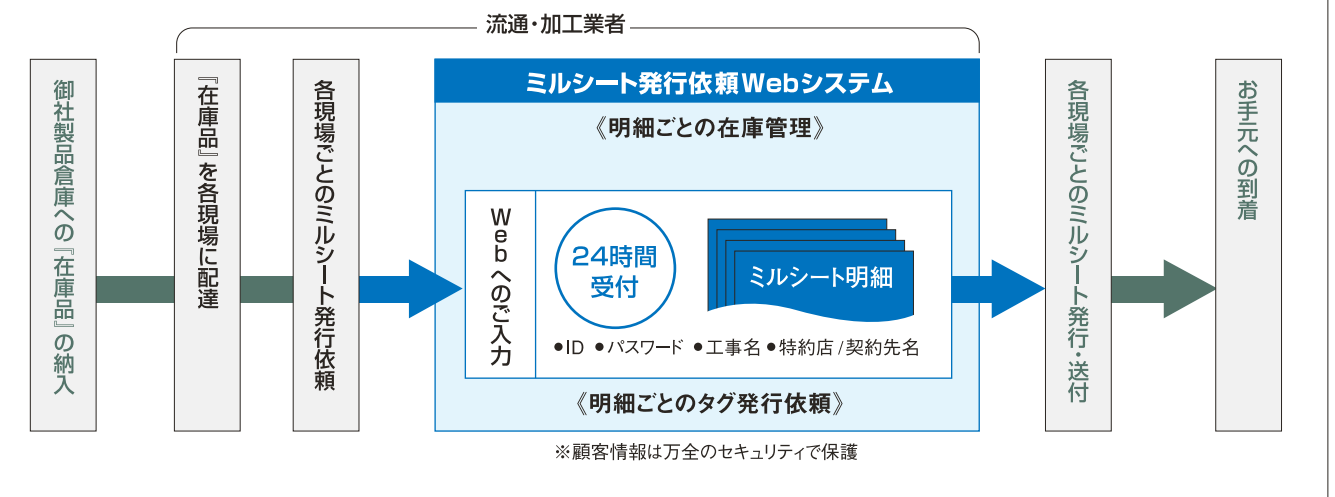 流通・加工業者
御社製品倉庫への『在庫品』の納入
『在庫品』を各現場に配達
各現場ごとのミルシート発行依頼
ミルシート発行依頼Webシステム
《明細ごとの在庫管理》
Webへのご入力
24時間
受付
ミルシート明細
●ID ●パスワード ●工事名 ●特約店/契約先名
《明細ごとのタグ発行依頼》
※顧客情報は万全のセキュリティで保護
各現場ごとのミルシート発行・送付
お手元への到着